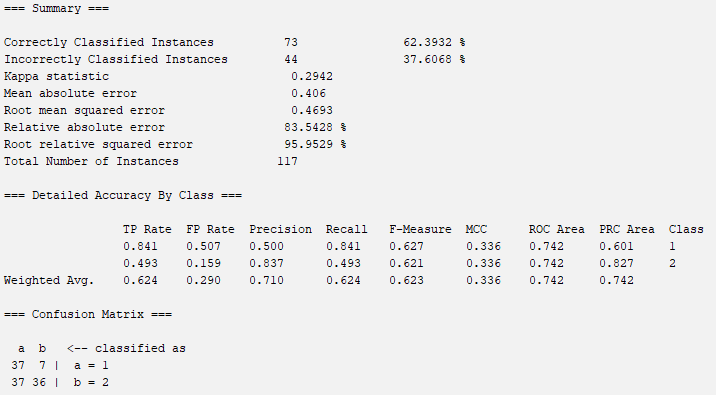 === Summary ===
Correctly Classified Instances 73 62.3932 %
Incorrectly Classified Instances 44 37.6068 %
Kappa statistic 0.2942
Mean absolute error 0.406
Root mean squared error 0.4693
Relative absolute error 83.5428 %
Root relative squared error 95.9529 %
Total Number of Instances 117
=== Detailed Accuracy By Class ===
TP Rate FP Rate Precision Recall F-Measure MCC ROC Area PRC Area Class
0.841 0.507 0.500 0.841 0.627 0.336 0.742 0.601 1
0.493 0.159 0.837 0.493 0.621 0.336 0.742 0.827 2
Weighted Avg. 0.624 0.290 0.710 0.624 0.623 0.336 0.742 0.742
=== Confusion Matrix ===
a b <-- classified as
37 7 | a = 1
37 36 | b = 2